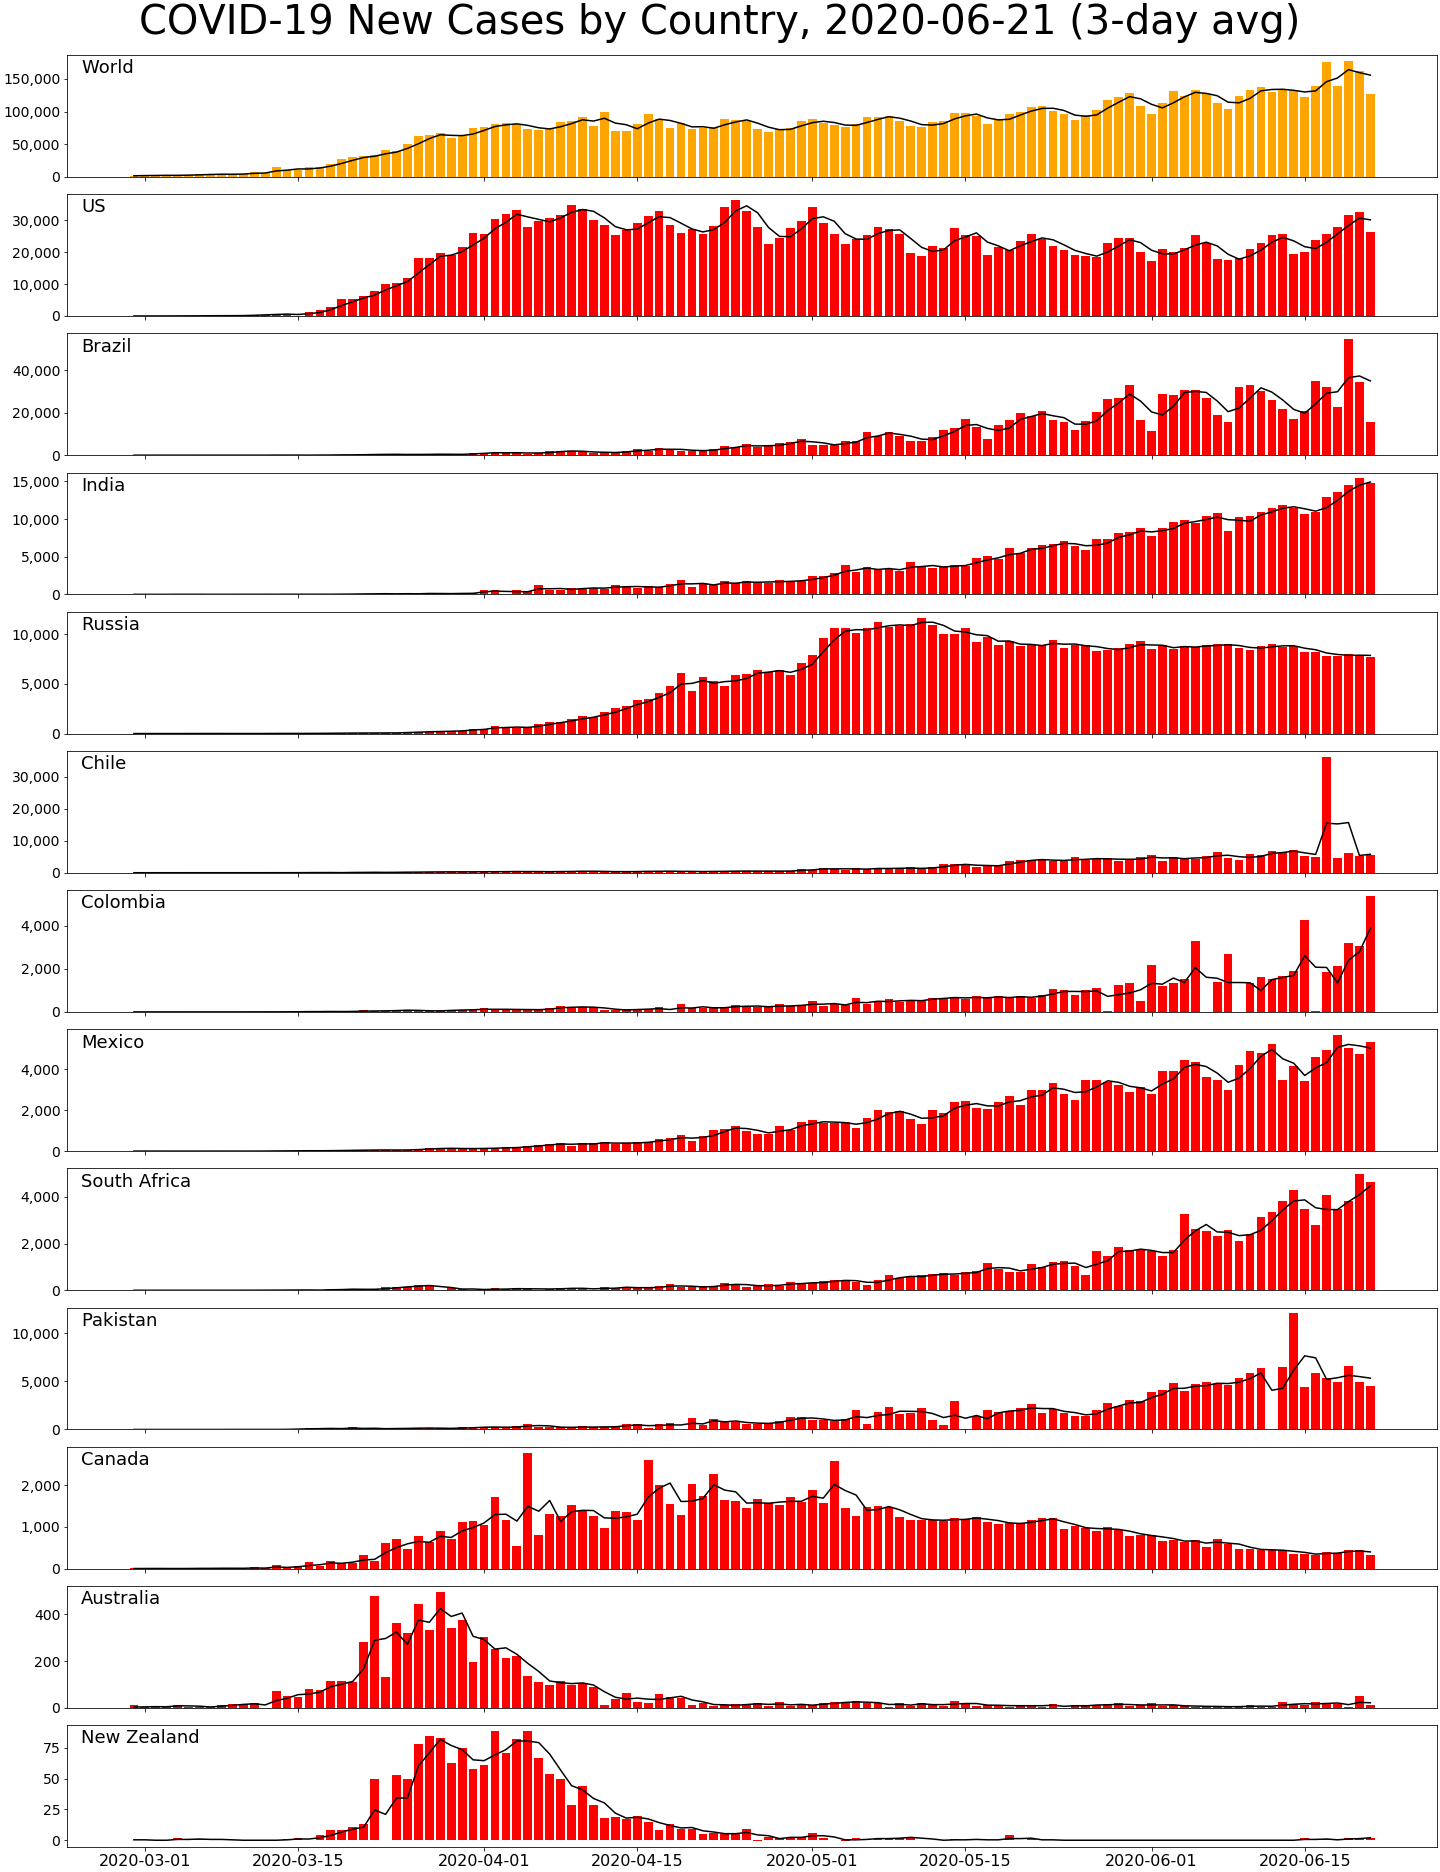 COVID-19 New Cases by Country, 2020-06-21 (3-day avg)
World
150,000
100,000
50,000
0
US
30,000
20,000
10,000
0
Brazil
40,000
20,000
0
India
15,000
10,000
5,000
0
Russia
10,000
5,000
0
Chile
30,000
20,000
10,000
0
Colombia
4,000
2,000
0
Mexico
4,000
2,000
0
South Africa
4,000
2,000
0
Pakistan
10,000
5,000
0
Canada
2,000
1,000
0
Australia
400
200
0
New Zealand
75
50
25
0
2020-03-01 2020-03-15 2020-04-01 2020-04-15 2020-05-01 2020-05-15 2020-06-01 2020-06-15